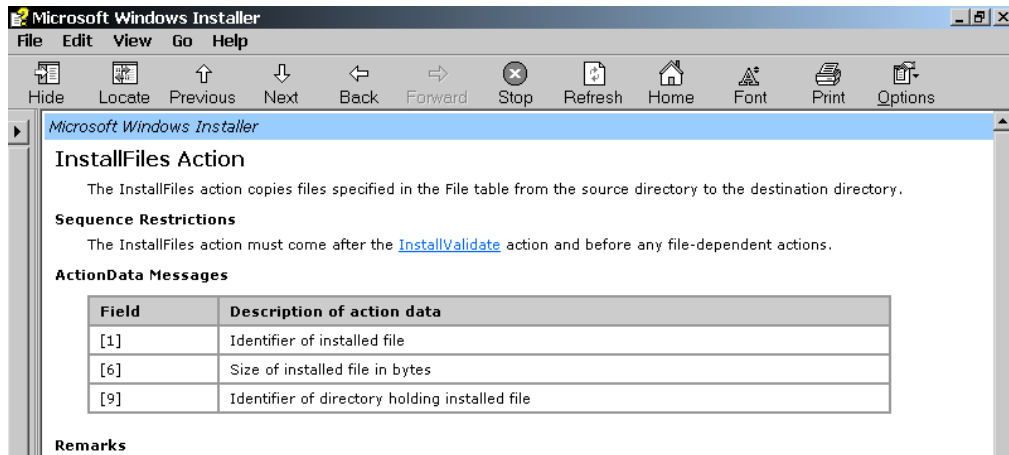 Microsoft Windows Installer
File Edit View Go Help
Hide Locate Previous Next Back Forward Stop Refresh Home Font Print Options
Microsoft Windows Installer
InstallFiles Action
The InstallFiles action copies files specified in the File table from the source directory to the destination directory.
Sequence Restrictions
The InstallFiles action must come after the InstallValidate action and before any file-dependent actions.
ActionData Messages
Field Description of action data
[1] Identifier of installed file
[6] Size of installed file in bytes
[9] Identifier of directory holding installed file
Remarks